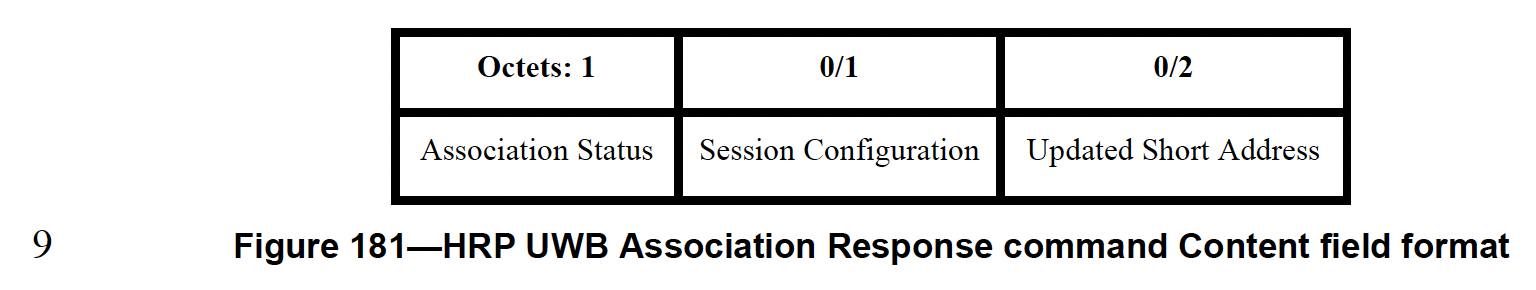 Octets: 1 0/1 0/2
Association Status Session Configuration Updated Short Address
9 Figure 181—HRP UWB Association Response command Content field format